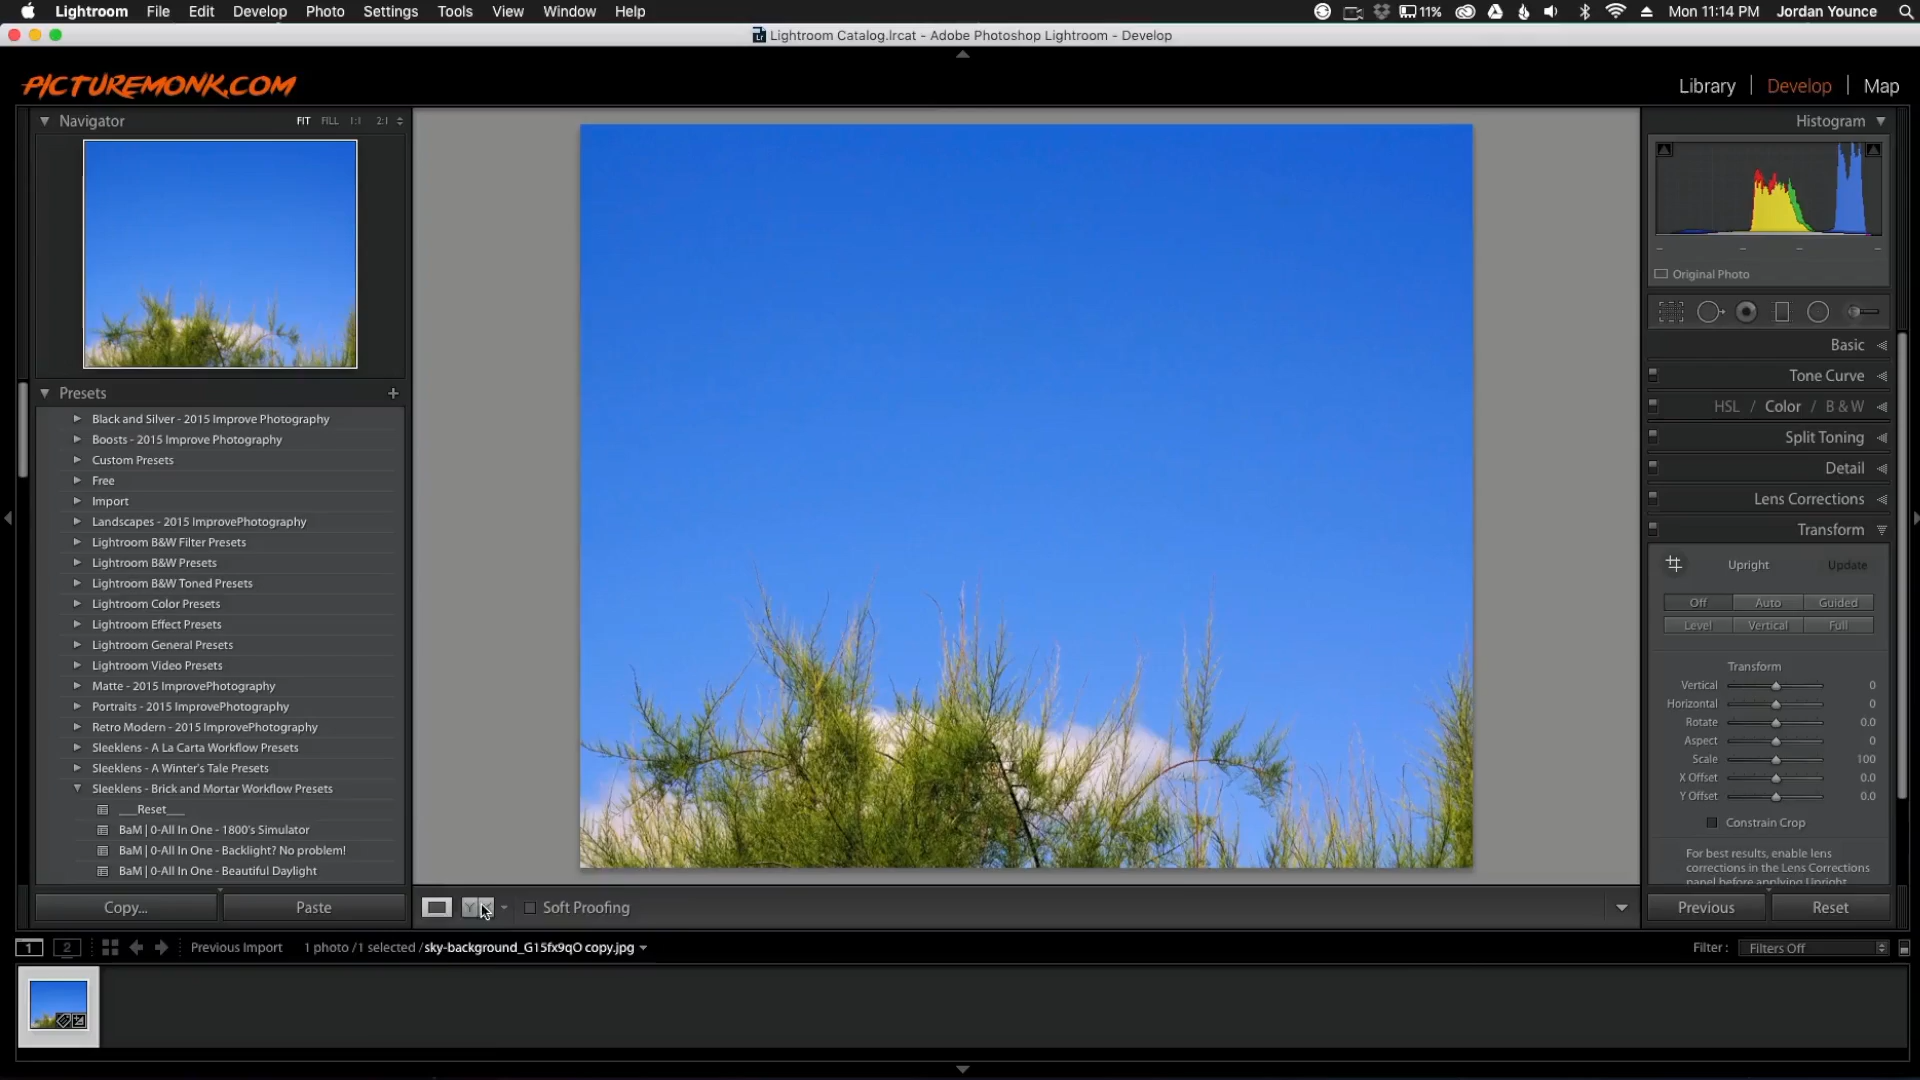 Lightroom File Edit Develop Photo Settings Tools View Window Help 11% Mon 11:14 PM Jordan Younce
Lightroom Catalog.lrcat - Adobe Photoshop Lightroom - Develop
PICTUREMONK.COM
Library | Develop | Map
Navigator FIT FILL 1:1 2:1
Histogram
Original Photo
Presets +
Black and Silver - 2015 Improve Photography
Boosts - 2015 Improve Photography
Custom Presets
Free
Import
Landscapes - 2015 ImprovePhotography
Lightroom B&W Filter Presets
Lightroom B&W Presets
Lightroom B&W Toned Presets
Lightroom Color Presets
Lightroom Effect Presets
Lightroom General Presets
Lightroom Video Presets
Matte - 2015 ImprovePhotography
Portraits - 2015 ImprovePhotography
Retro Modern - 2015 ImprovePhotography
Sleeklens - A La Carta Workflow Presets
Sleeklens - A Winter's Tale Presets
Sleeklens - Brick and Mortar Workflow Presets
___Reset___
BaM | 0-All In One - 1800's Simulator
BaM | 0-All In One - Backlight? No problem!
BaM | 0-All In One - Beautiful Daylight
Copy... Paste
Basic
Tone Curve
HSL / Color / B & W
Split Toning
Detail
Lens Corrections
Transform
Upright Update
Off Auto Guided
Level Vertical Full
Transform
Vertical 0
Horizontal 0
Rotate 0.0
Aspect 0
Scale 100
X Offset 0.0
Y Offset 0.0
Constrain Crop
For best results, enable lens
corrections in the Lens Corrections
panel before applying Upright
Y Soft Proofing
Previous Reset
1 2 Previous Import 1 photo / 1 selected / sky-background_G15fx9qO copy.jpg
Filter : Filters Off